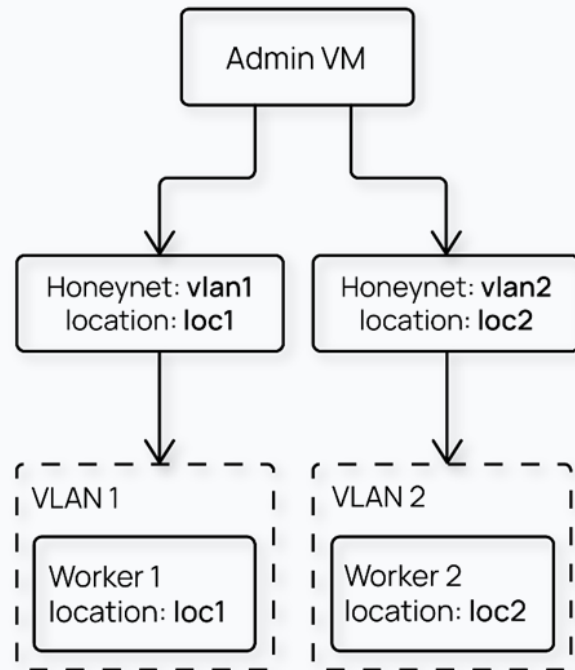 Admin VM
Honeynet: vlan1
location: loc1
Honeynet: vlan2
location: loc2
VLAN 1
Worker 1
location: loc1
VLAN 2
Worker 2
location: loc2